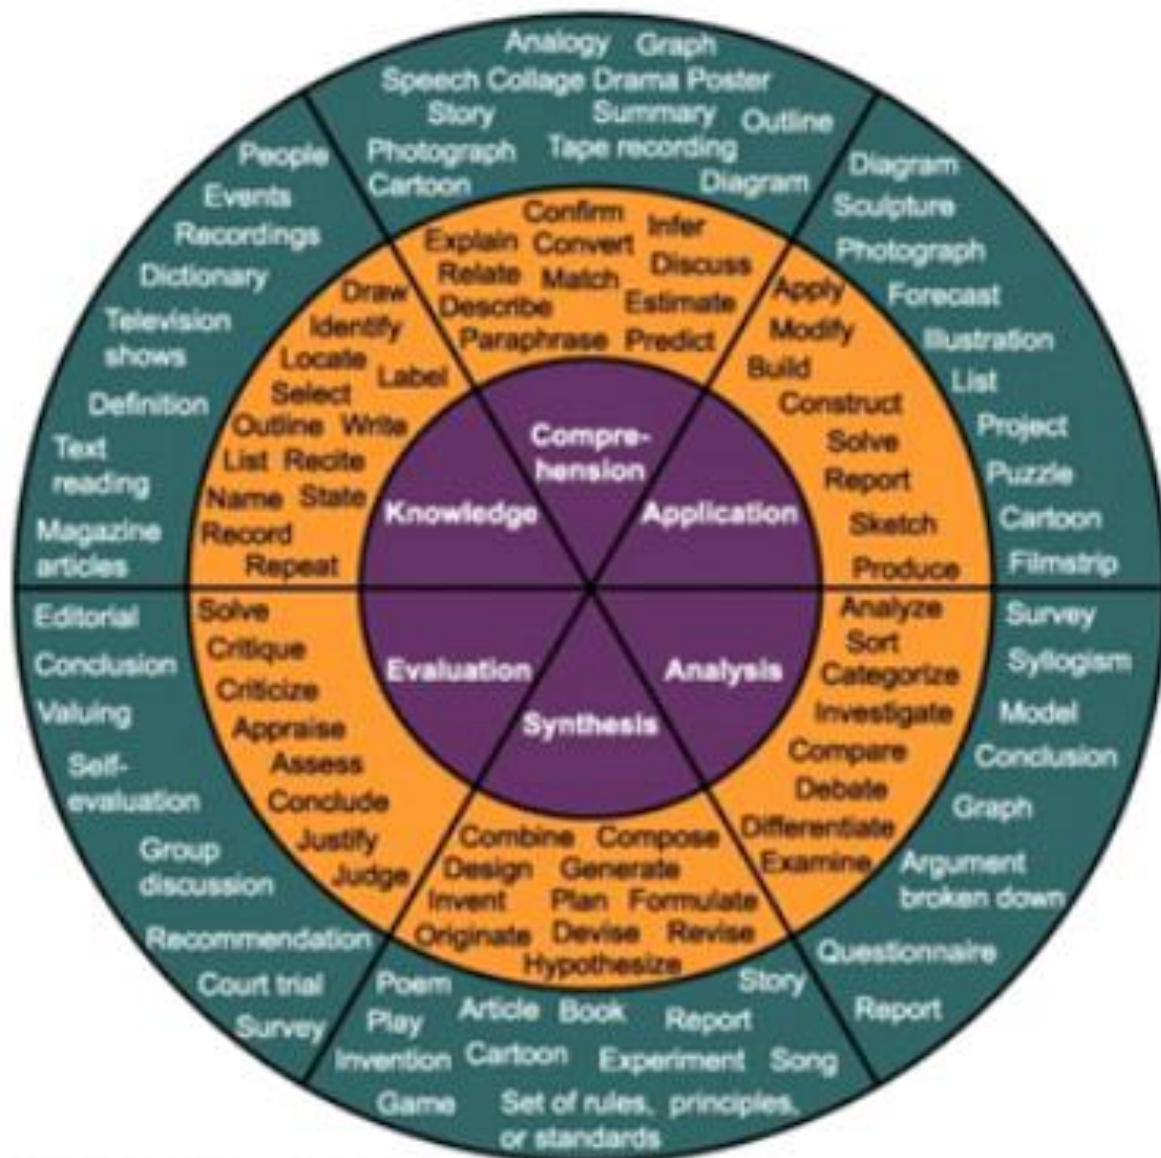 Analogy Graph
Speech Collage Drama Poster
Story Summary Outline
Photograph Tape recording
Cartoon Diagram
Confirm Infer
Explain Convert
Relate Match Discuss
Describe Estimate
Paraphrase Predict
Compre-
hension
Diagram
Sculpture
Photograph
Forecast
Illustration
List
Project
Puzzle
Cartoon
Filmstrip
Apply
Modify
Build
Construct
Solve
Report
Sketch
Produce
Application
Survey
Syllogism
Model
Conclusion
Graph
Argument
broken down
Questionnaire
Report
Analyze
Sort
Categorize
Investigate
Compare
Debate
Differentiate
Examine
Analysis
Synthesis
Combine Compose
Design Generate
Invent Plan Formulate
Originate Devise Revise
Hypothesize
Poem Story
Play Article Book Report
Invention Cartoon Experiment Song
Game Set of rules, principles,
or standards
Evaluation
Solve
Critique
Criticize
Appraise
Assess
Conclude
Justify
Judge
Editorial
Conclusion
Valuing
Self-
evaluation
Group
discussion
Recommendation
Court trial
Survey
Knowledge
Draw
Identify
Locate
Label
Select
Outline Write
List Recite
Name State
Record
Repeat
People
Events
Recordings
Dictionary
Television
shows
Definition
Text
reading
Magazine
articles